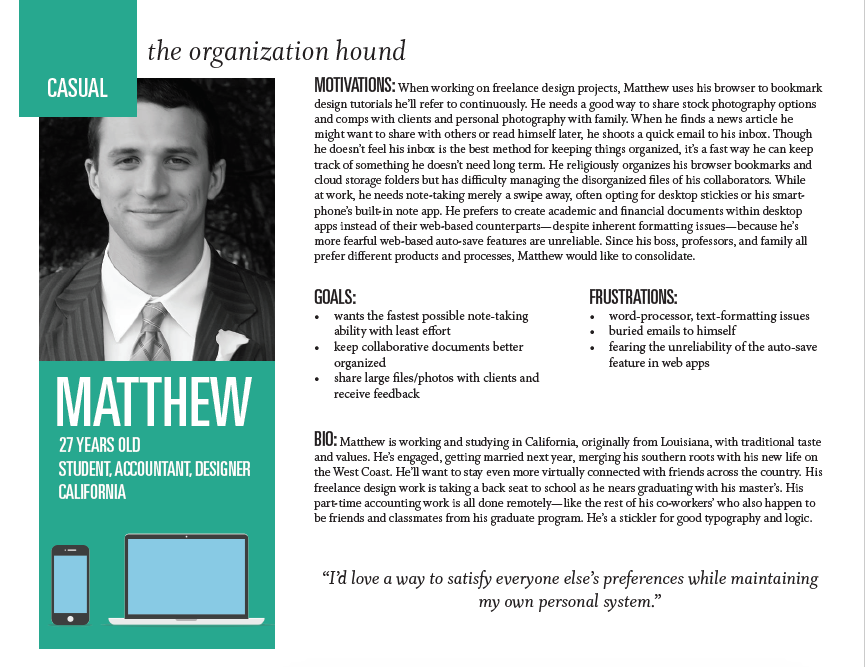 the organization hound
CASUAL
MOTIVATIONS: When working on freelance design projects, Matthew uses his browser to bookmark
design tutorials he'll refer to continuously. He needs a good way to share stock photography options
and comps with clients and personal photography with family. When he finds a news article he
might want to share with others or read himself later, he shoots a quick email to his inbox. Though
he doesn't feel his inbox is the best method for keeping things organized, it's a fast way he can keep
track of something he doesn't need long term. He religiously organizes his browser bookmarks and
cloud storage folders but has difficulty managing the disorganized files of his collaborators. While
at work, he needs note-taking merely a swipe away, often opting for desktop stickies or his smart-
phone's built-in note app. He prefers to create academic and financial documents within desktop
apps instead of their web-based counterparts—despite inherent formatting issues—because he's
more fearful web-based auto-save features are unreliable. Since his boss, professors, and family all
prefer different products and processes, Matthew would like to consolidate.
GOALS:
• wants the fastest possible note-taking
ability with least effort
• keep collaborative documents better
organized
• share large files/photos with clients and
receive feedback
FRUSTRATIONS:
• word-processor, text-formatting issues
• buried emails to himself
• fearing the unreliability of the auto-save
feature in web apps
MATTHEW
27 YEARS OLD
STUDENT, ACCOUNTANT, DESIGNER
CALIFORNIA
BIO: Matthew is working and studying in California, originally from Louisiana, with traditional taste
and values. He's engaged, getting married next year, merging his southern roots with his new life on
the West Coast. He'll want to stay even more virtually connected with friends across the country. His
freelance design work is taking a back seat to school as he nears graduating with his master's. His
part-time accounting work is all done remotely—like the rest of his co-workers' who also happen to
be friends and classmates from his graduate program. He's a stickler for good typography and logic.
“I'd love a way to satisfy everyone else's preferences while maintaining
my own personal system.”